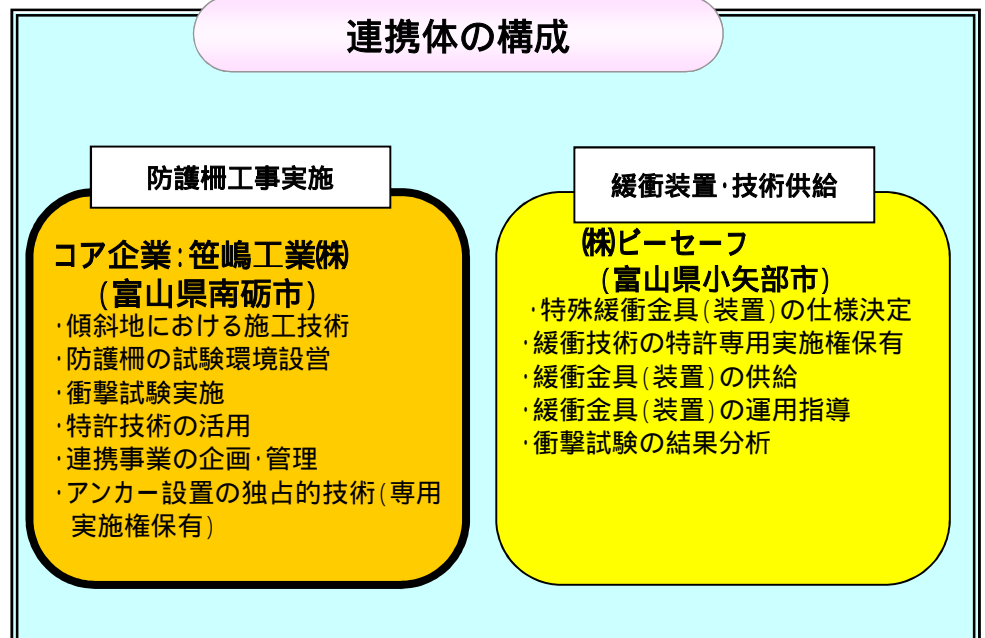 連携体の構成
防護柵工事実施
コア企業:笹嶋工業㈱
(富山県南砺市)
・傾斜地における施工技術
・防護柵の試験環境設営
・衝撃試験実施
・特許技術の活用
・連携事業の企画・管理
・アンカー設置の独占的技術(専用
実施権保有)
緩衝装置・技術供給
㈱ビーセーフ
(富山県小矢部市)
・特殊緩衝金具(装置)の仕様決定
・緩衝技術の特許専用実施権保有
・緩衝金具(装置)の供給
・緩衝金具(装置)の運用指導
・衝撃試験の結果分析